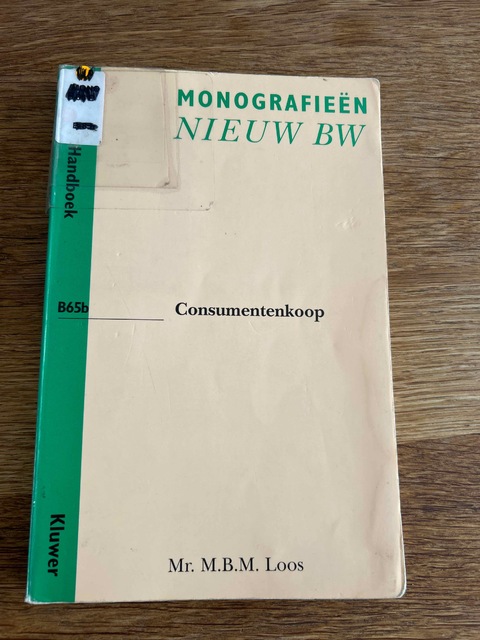 MONOGRAFIEËN
NIEUW BW
Handboek
B65b
Consumentenkoop
Kluwer
Mr. M.B.M. Loos